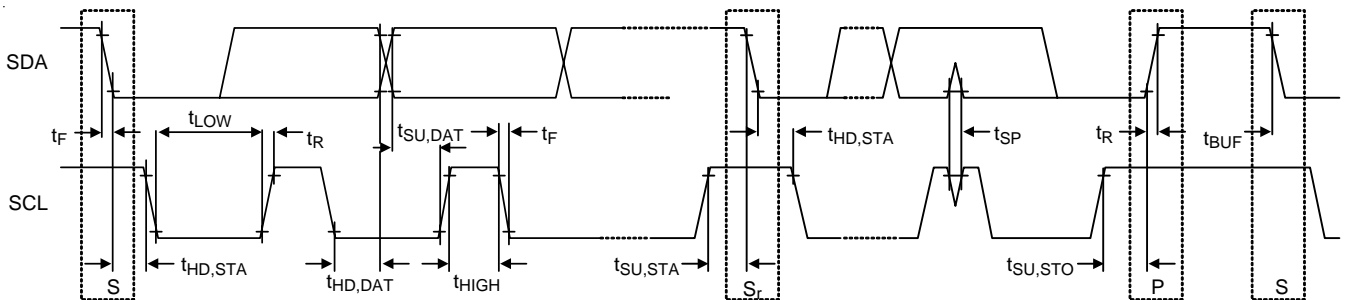 SDA
tF
tLOW
tR
tSU,DAT
tF
tHD,STA
tSP
tR
tBUF
SCL
tHD,STA
tHD,DAT
tHIGH
tSU,STA
tSU,STO
S
Sr
P
S